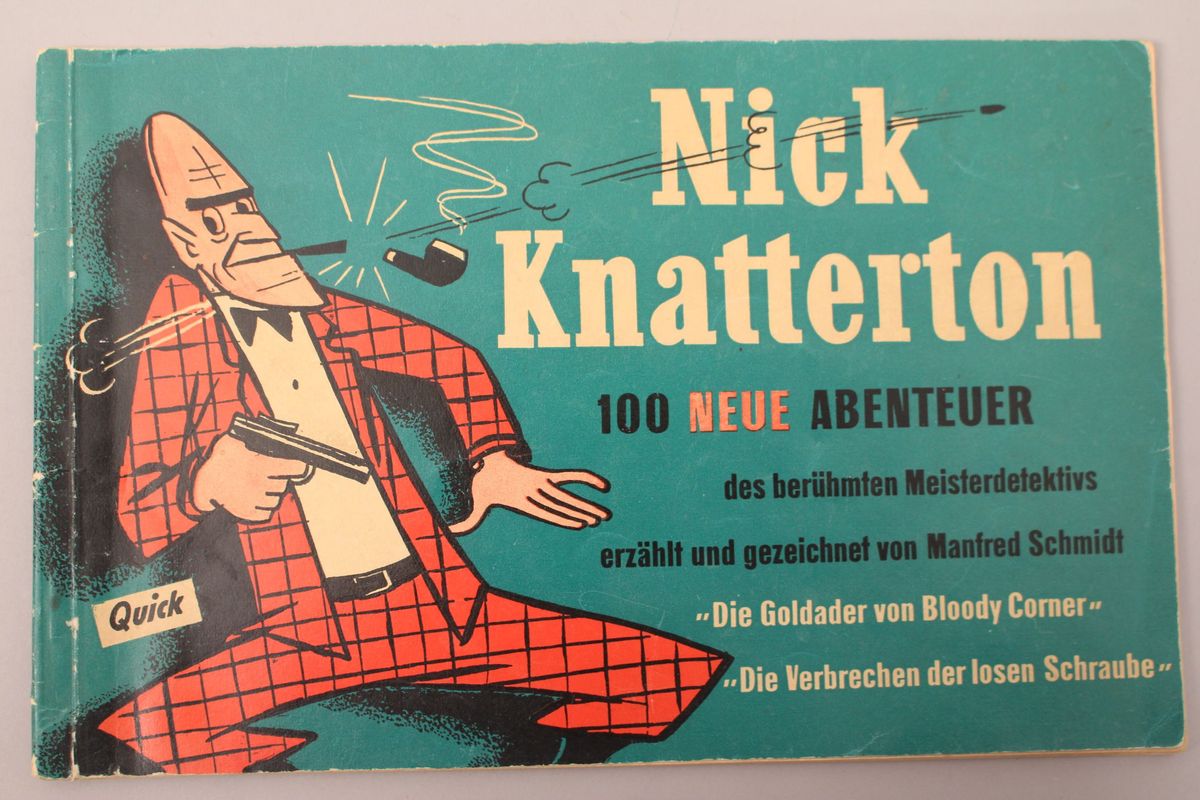 Nick
Knatterton
100 NEUE ABENTEUER
des berühmten Meisterdetektivs
erzählt und gezeichnet von Manfred Schmidt
„Die Goldader von Bloody Corner“
„Die Verbrechen der losen Schraube“
Quick